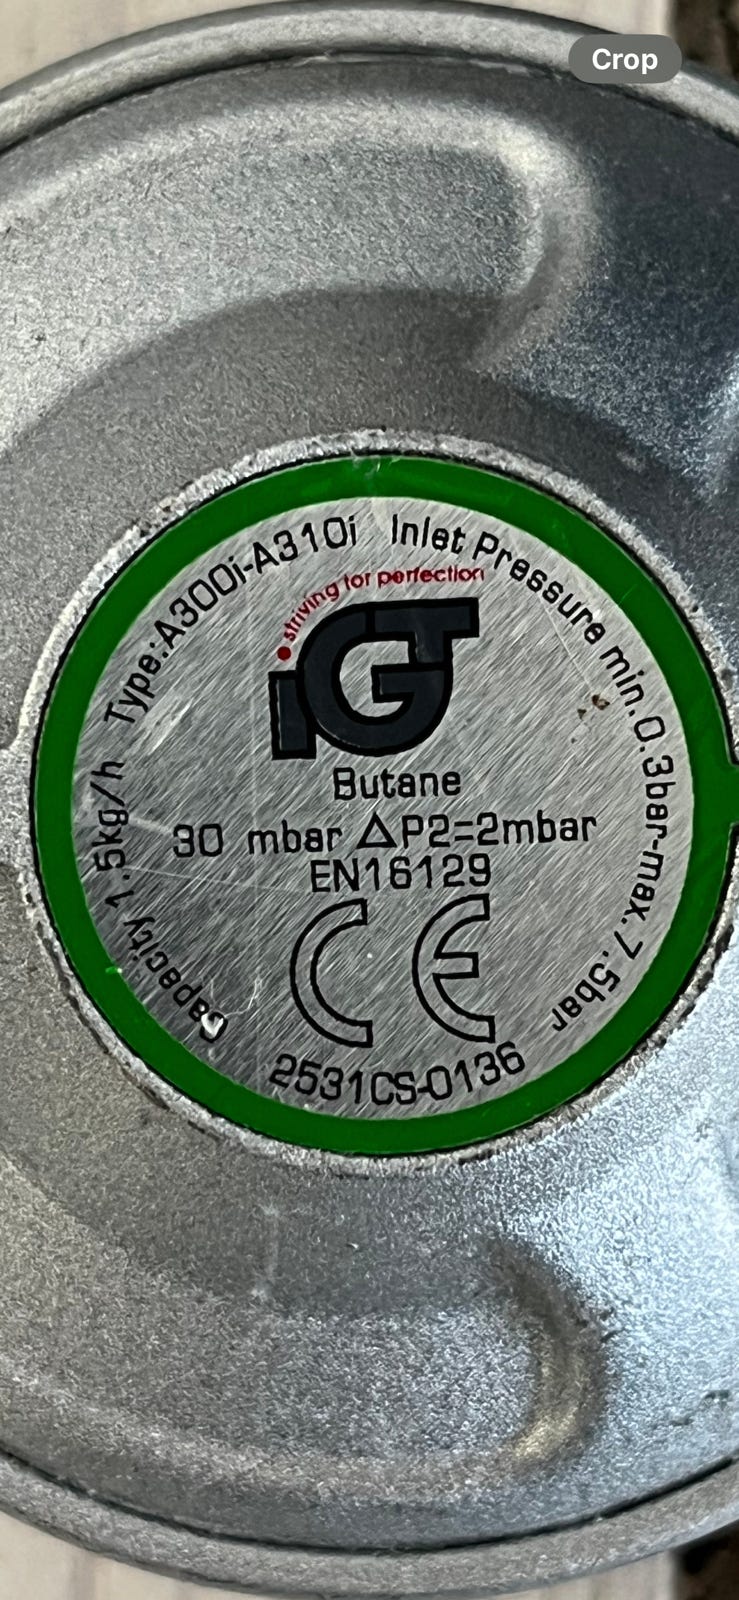 Crop
Type:A300i-A310i Inlet Pressure min.0.3bar-max.7.5bar
striving for perfection
iGT
Butane
30 mbar △P2=2mbar
EN16129
CE
Capacity 1.5kg/h
2531CS-0136